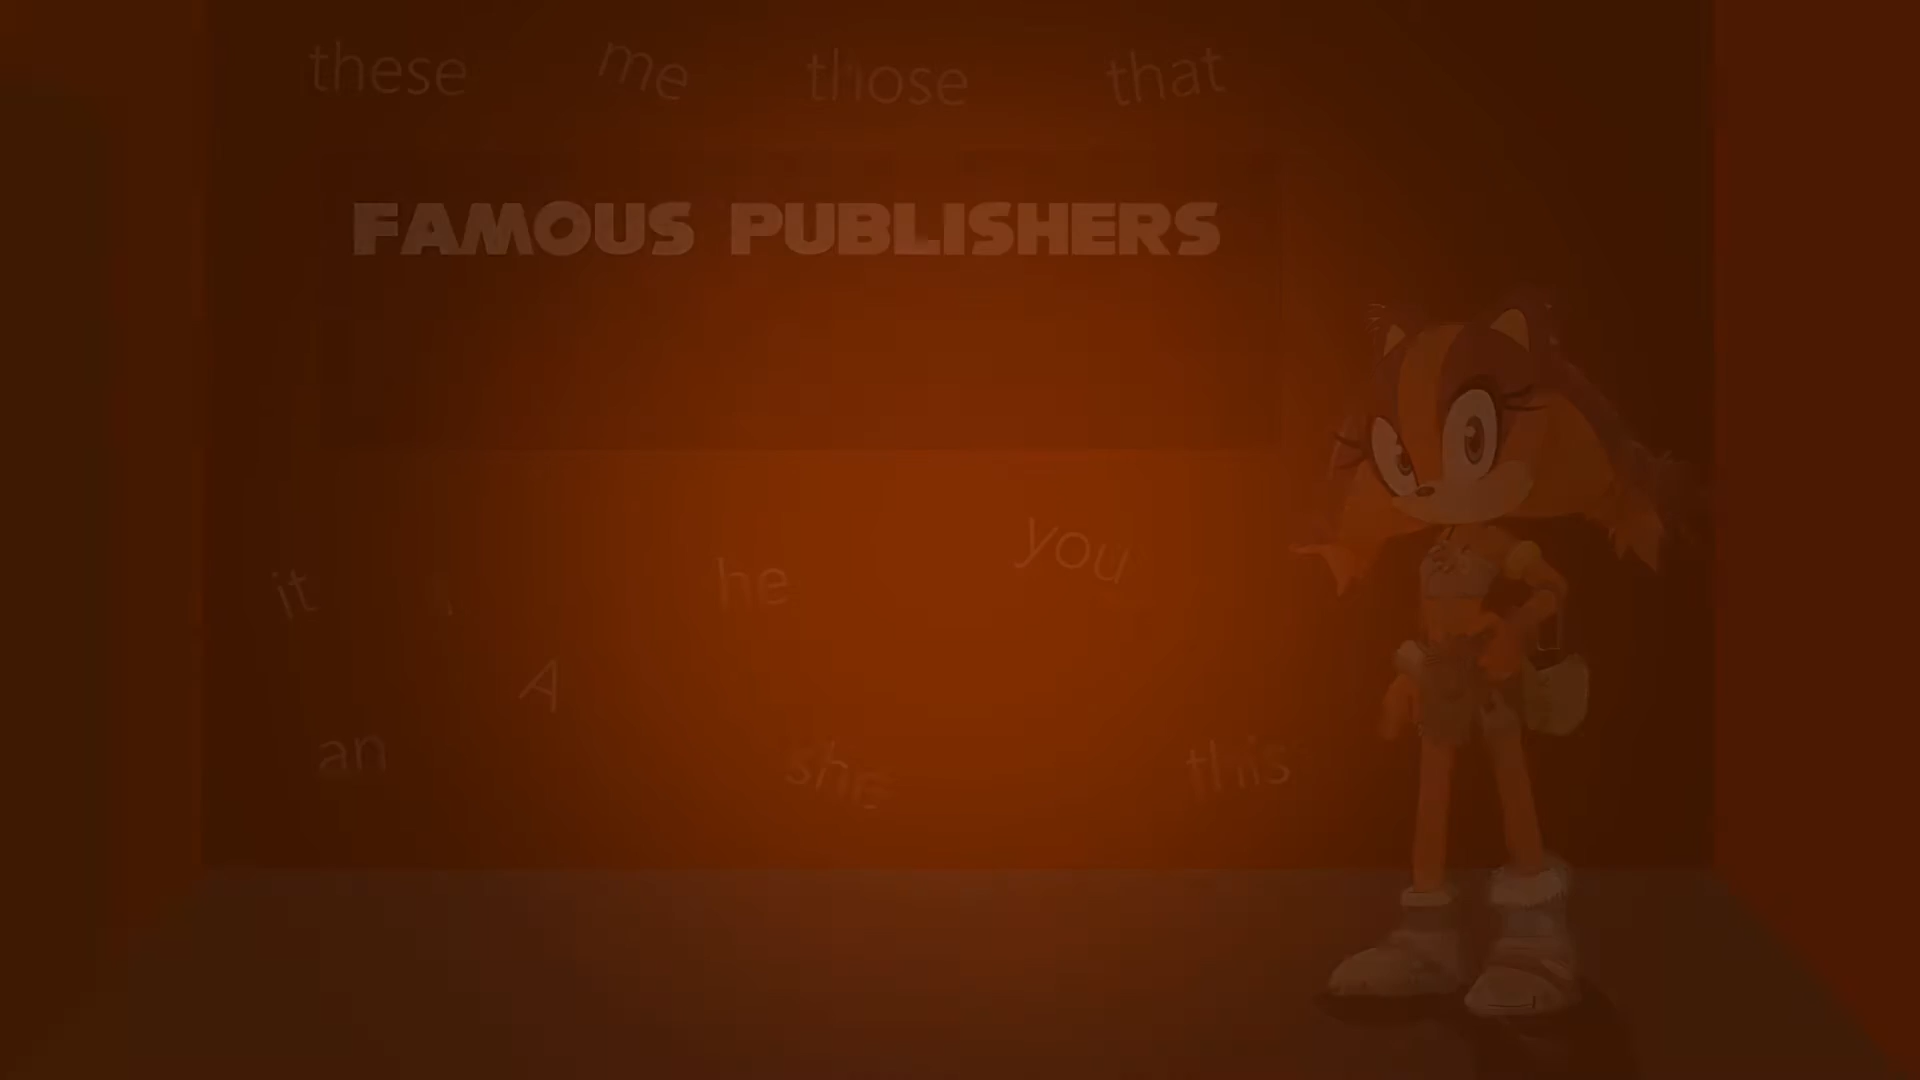 these me those that
FAMOUS PUBLISHERS
you
it he
A
an she this